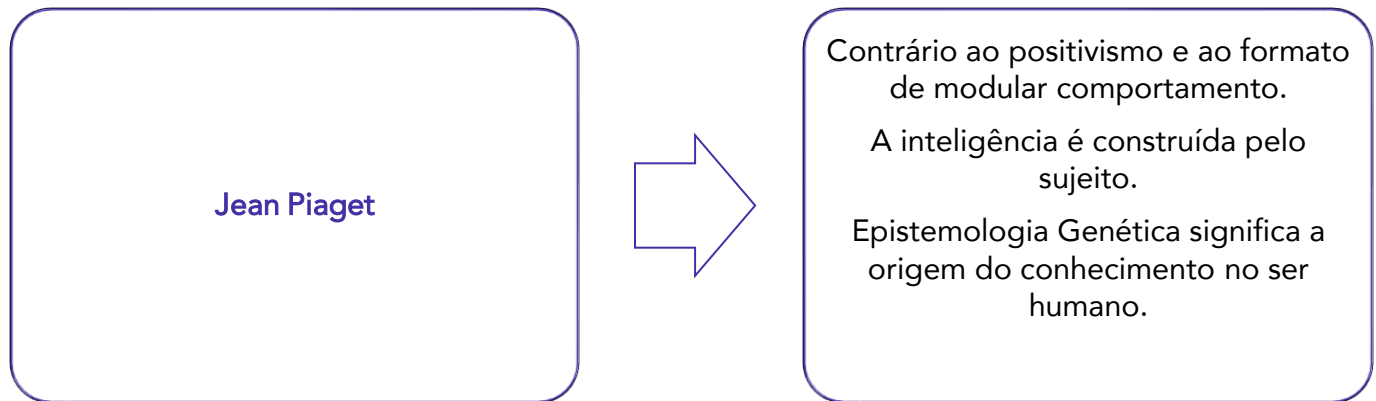 Jean Piaget
Contrário ao positivismo e ao formato
de modular comportamento.
A inteligência é construída pelo
sujeito.
Epistemologia Genética significa a
origem do conhecimento no ser
humano.